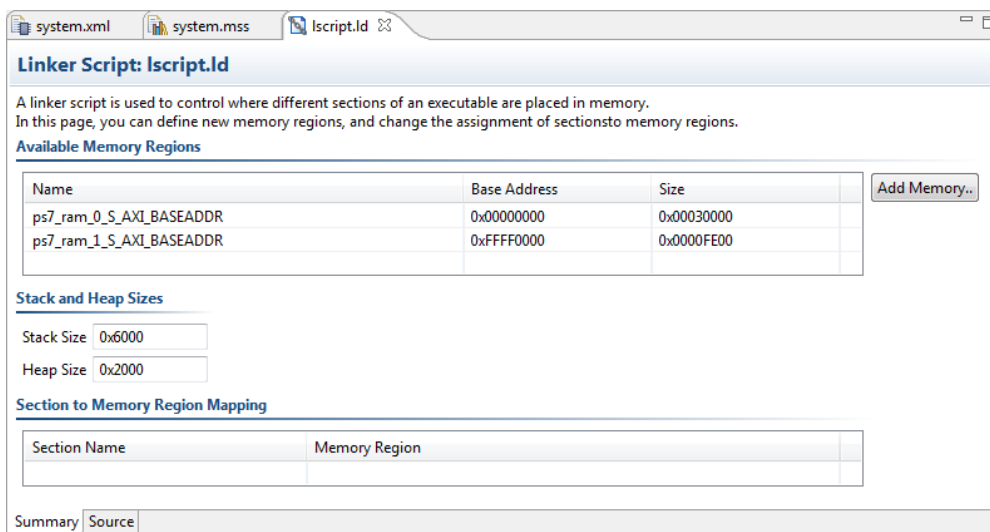 system.xml system.mss lscript.ld
Linker Script: lscript.ld
A linker script is used to control where different sections of an executable are placed in memory.
In this page, you can define new memory regions, and change the assignment of sectionsto memory regions.
Available Memory Regions
Name Base Address Size
Add Memory..
ps7_ram_0_S_AXI_BASEADDR 0x00000000 0x00030000
ps7_ram_1_S_AXI_BASEADDR 0xFFFF0000 0x0000FE00
Stack and Heap Sizes
Stack Size 0x6000
Heap Size 0x2000
Section to Memory Region Mapping
Section Name Memory Region
Summary Source